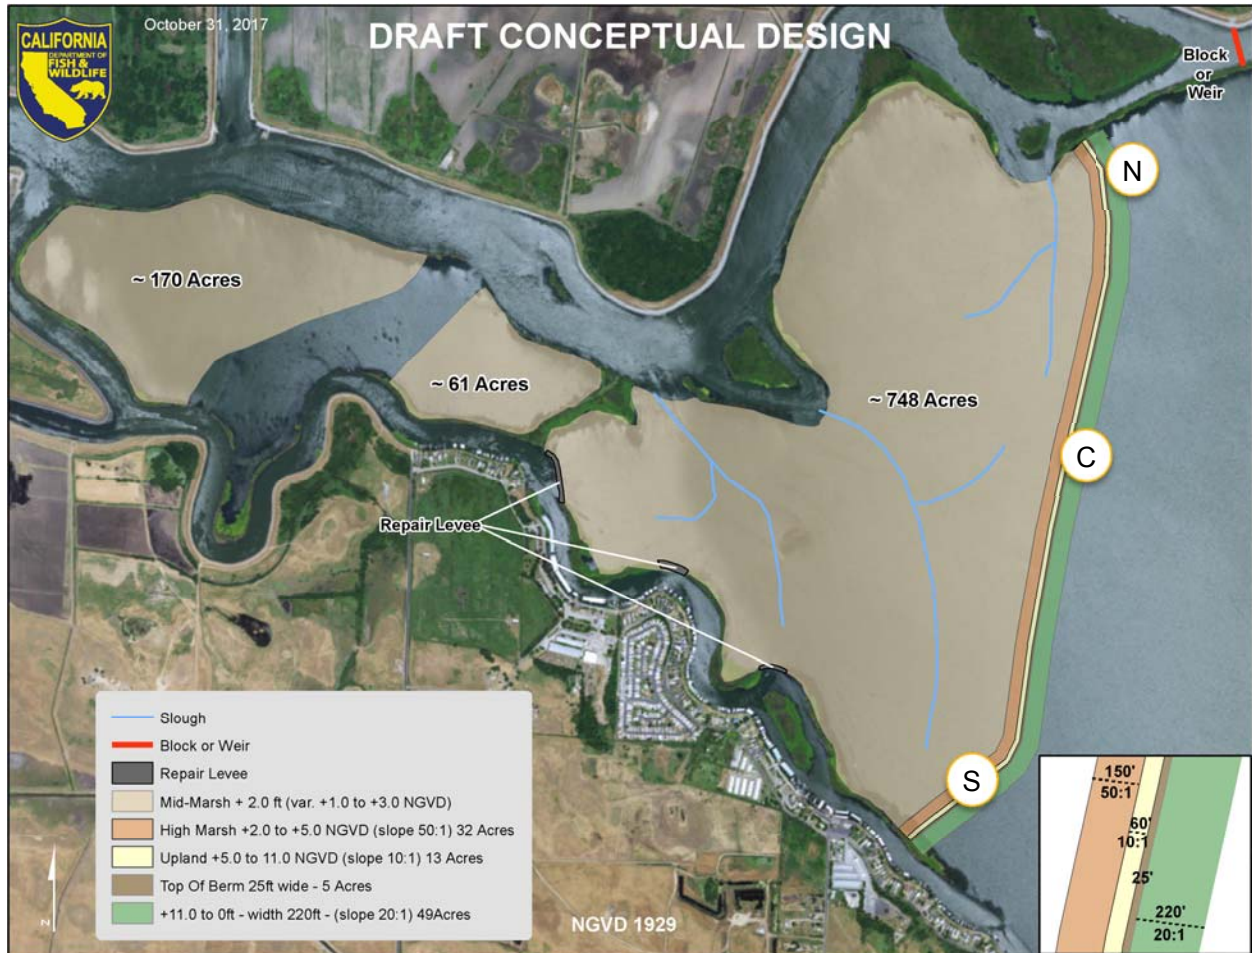 October 31, 2017
DRAFT CONCEPTUAL DESIGN
CALIFORNIA
DEPARTMENT OF
FISH &
WILDLIFE
Block
or
Weir
N
~ 170 Acres
~ 61 Acres
~ 748 Acres
C
Repair Levee
S
Slough
Block or Weir
Repair Levee
Mid-Marsh + 2.0 ft (var. +1.0 to +3.0 NGVD)
High Marsh +2.0 to +5.0 NGVD (slope 50:1) 32 Acres
Upland +5.0 to 11.0 NGVD (slope 10:1) 13 Acres
Top Of Berm 25ft wide - 5 Acres
+11.0 to 0ft - width 220ft - (slope 20:1) 49Acres
Z
NGVD 1929
150'
50:1
60'
10:1
25'
220'
20:1